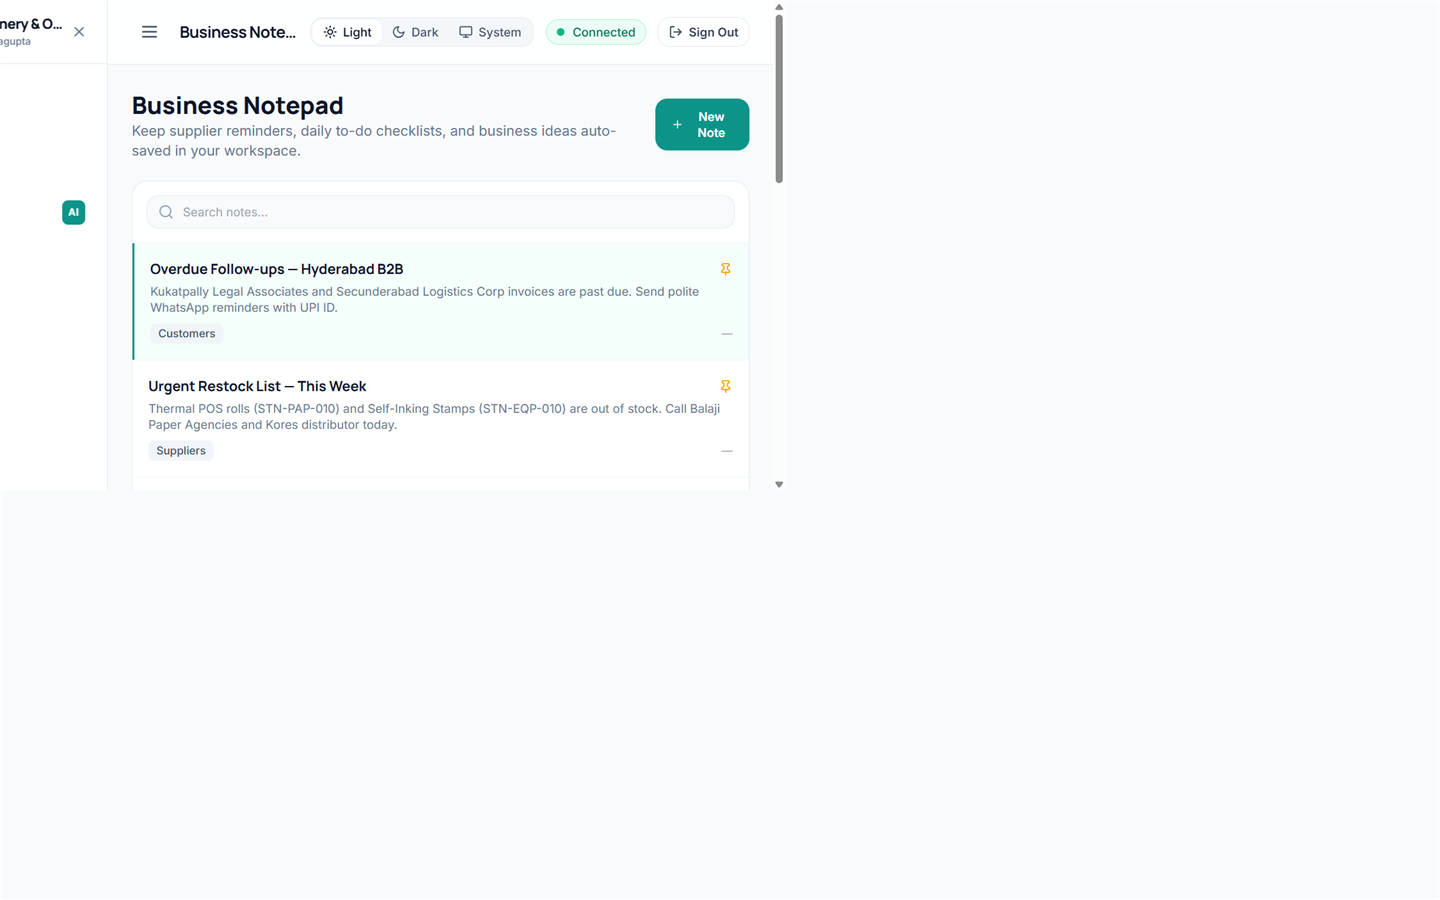 nery & O...
agupta
AI
Business Note...
Light
Dark
System
Connected
Sign Out
Business Notepad
Keep supplier reminders, daily to-do checklists, and business ideas auto-
saved in your workspace.
+ New
Note
Search notes...
Overdue Follow-ups — Hyderabad B2B
Kukatpally Legal Associates and Secunderabad Logistics Corp invoices are past due. Send polite
WhatsApp reminders with UPI ID.
Customers
—
Urgent Restock List — This Week
Thermal POS rolls (STN-PAP-010) and Self-Inking Stamps (STN-EQP-010) are out of stock. Call Balaji
Paper Agencies and Kores distributor today.
Suppliers
—